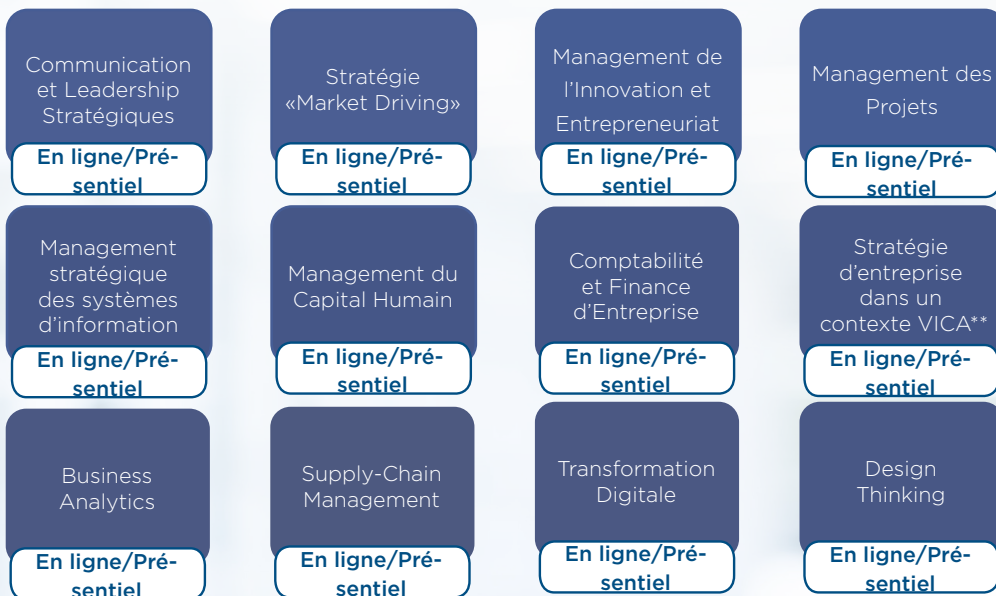 Communication
et Leadership
Stratégiques
En ligne/Pré-
sentiel
Stratégie
«Market Driving»
En ligne/Pré-
sentiel
Management de
l’Innovation et
Entrepreneuriat
En ligne/Pré-
sentiel
Management des
Projets
En ligne/Pré-
sentiel
Management
stratégique
des systèmes
d’information
En ligne/Pré-
sentiel
Management du
Capital Humain
En ligne/Pré-
sentiel
Comptabilité
et Finance
d’Entreprise
En ligne/Pré-
sentiel
Stratégie
d’entreprise
dans un
contexte VICA**
En ligne/Pré-
sentiel
Business
Analytics
En ligne/Pré-
sentiel
Supply-Chain
Management
En ligne/Pré-
sentiel
Transformation
Digitale
En ligne/Pré-
sentiel
Design
Thinking
En ligne/Pré-
sentiel